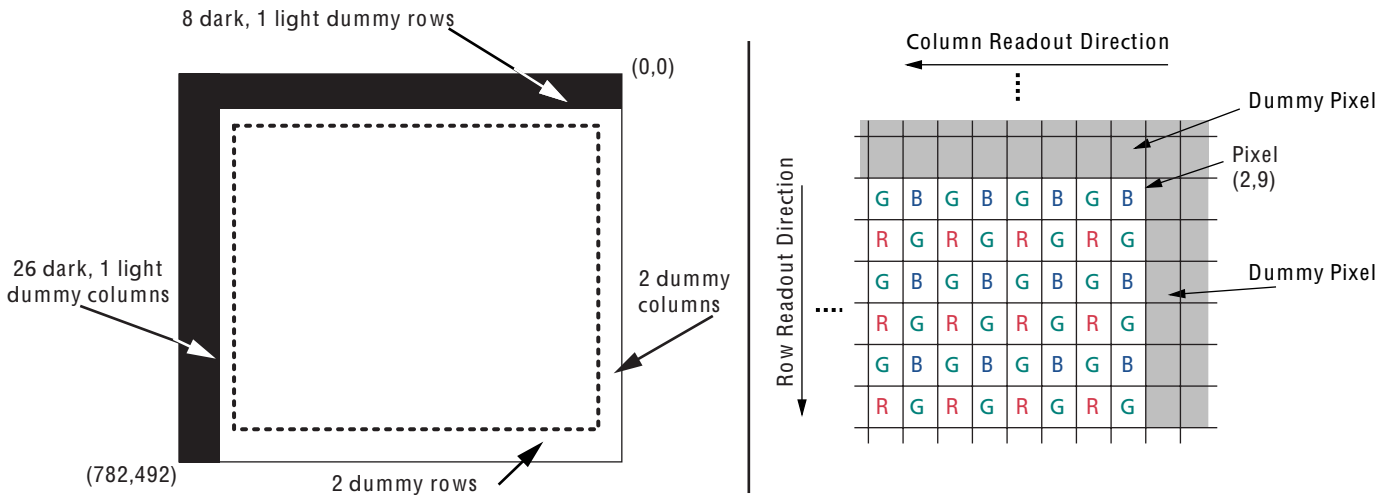 8 dark, 1 light dummy rows
(0,0)
26 dark, 1 light
dummy columns
2 dummy
columns
(782,492)
2 dummy rows
Column Readout Direction
Dummy Pixel
Pixel
(2,9)
Row Readout Direction
G B G B G B G B
R G R G R G R G
G B G B G B G B
R G R G R G R G
G B G B G B G B
R G R G R G R G
Dummy Pixel